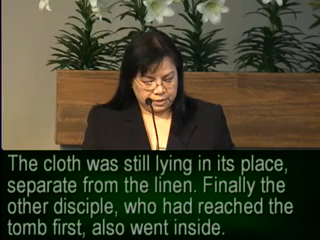 The cloth was still lying in its place,
separate from the linen. Finally the
other disciple, who had reached the
tomb first, also went inside.